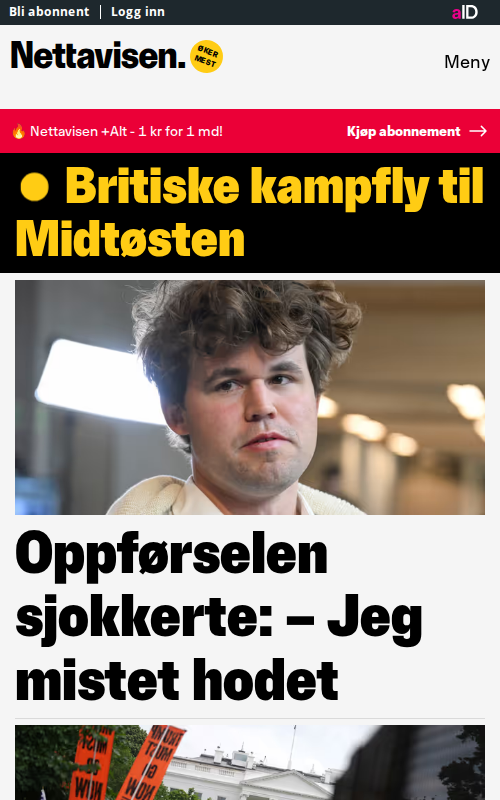 Bli abonnent
Logg inn
aID
Nettavisen.
ØKER
MEST
Meny
🔥 Nettavisen +Alt - 1 kr for 1 md!
Kjøp abonnement →
Britiske kampfly til
Midtøsten
Oppførselen
sjokkerte: – Jeg
mistet hodet